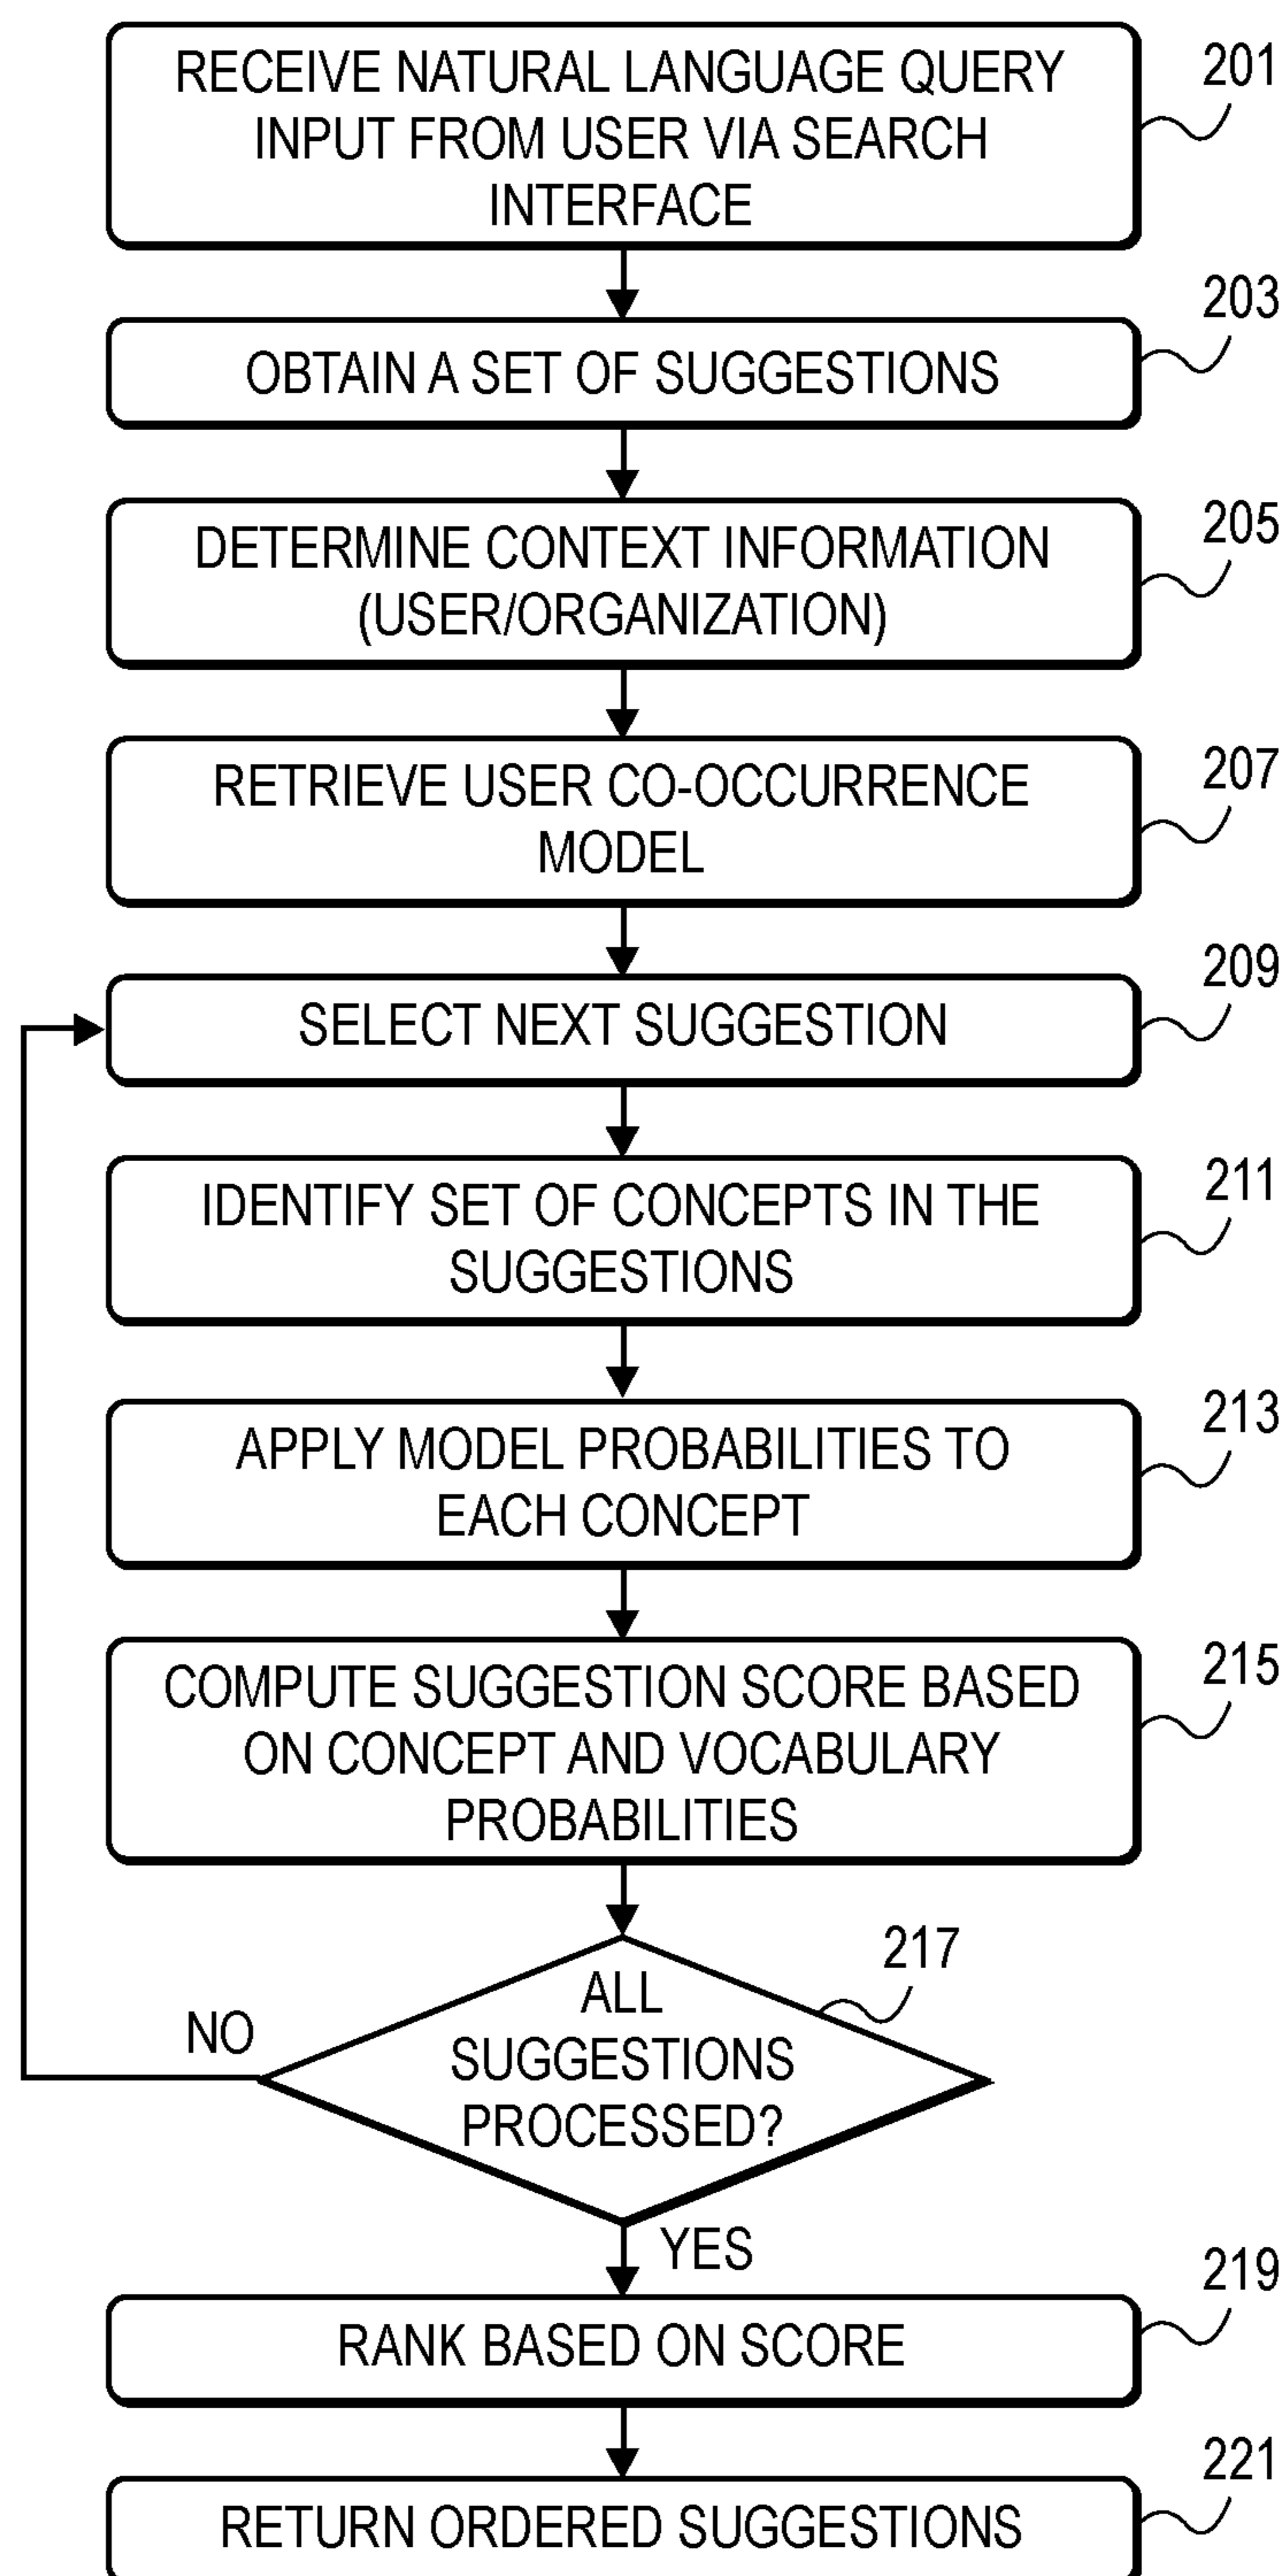 RECEIVE NATURAL LANGUAGE QUERY
INPUT FROM USER VIA SEARCH
INTERFACE
201
OBTAIN A SET OF SUGGESTIONS
203
DETERMINE CONTEXT INFORMATION
(USER/ORGANIZATION)
205
RETRIEVE USER CO-OCCURRENCE
MODEL
207
SELECT NEXT SUGGESTION
209
IDENTIFY SET OF CONCEPTS IN THE
SUGGESTIONS
211
APPLY MODEL PROBABILITIES TO
EACH CONCEPT
213
COMPUTE SUGGESTION SCORE BASED
ON CONCEPT AND VOCABULARY
PROBABILITIES
215
ALL
SUGGESTIONS
PROCESSED?
217
NO
YES
RANK BASED ON SCORE
219
RETURN ORDERED SUGGESTIONS
221